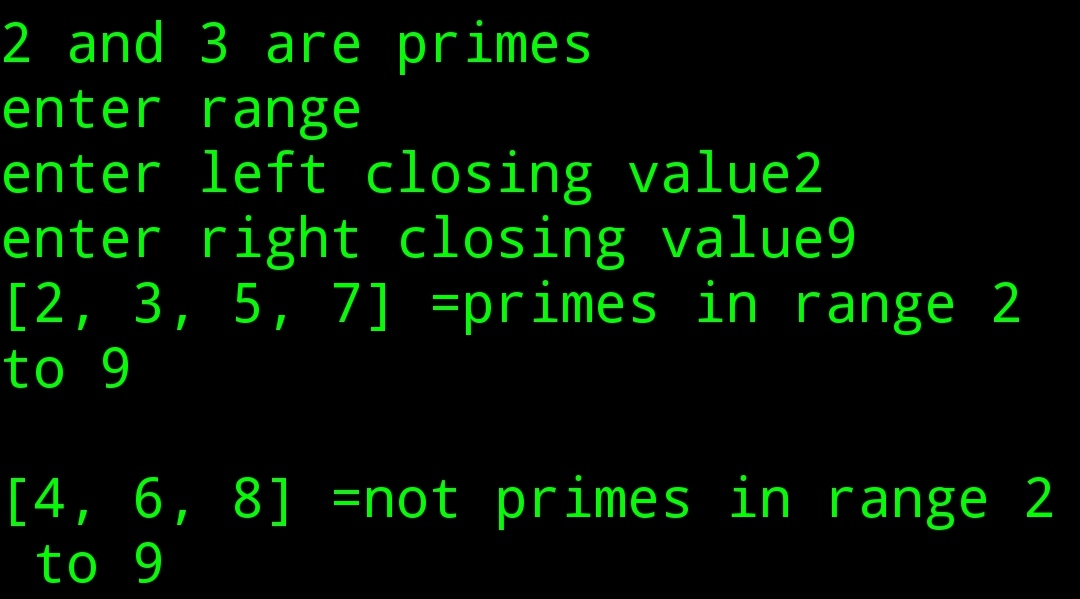 2 and 3 are primes
enter range
enter left closing value2
enter right closing value9
[2, 3, 5, 7] =primes in range 2
to 9
[4, 6, 8] =not primes in range 2
to 9